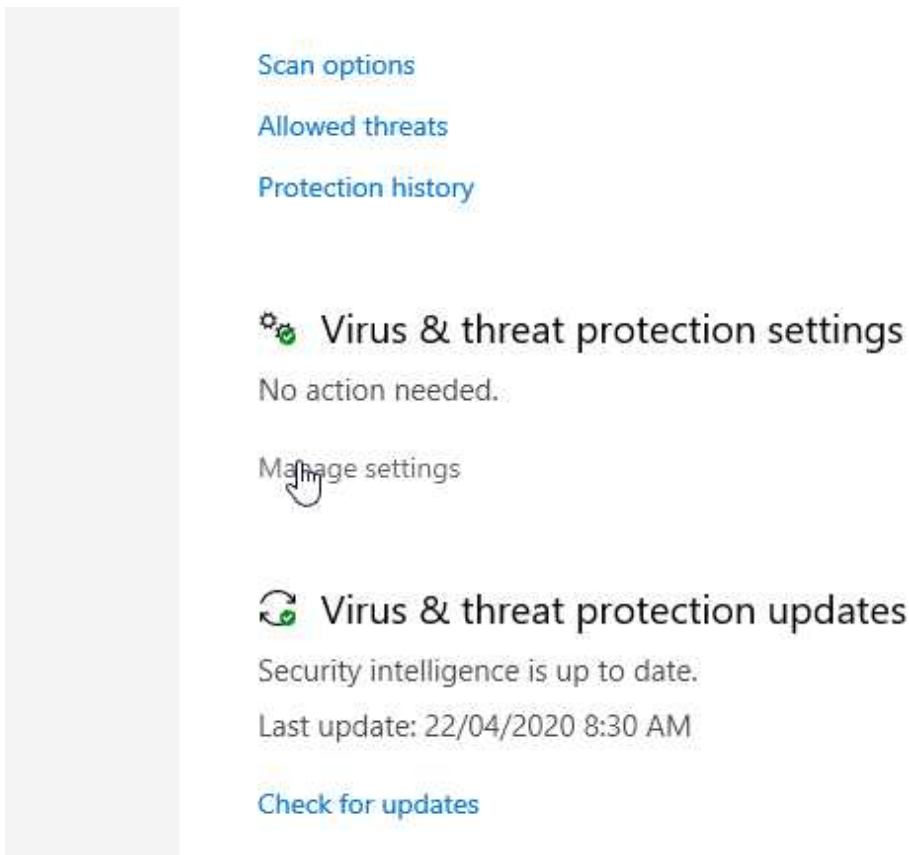 Scan options
Allowed threats
Protection history
Virus & threat protection settings
No action needed.
Manage settings
Virus & threat protection updates
Security intelligence is up to date.
Last update: 22/04/2020 8:30 AM
Check for updates